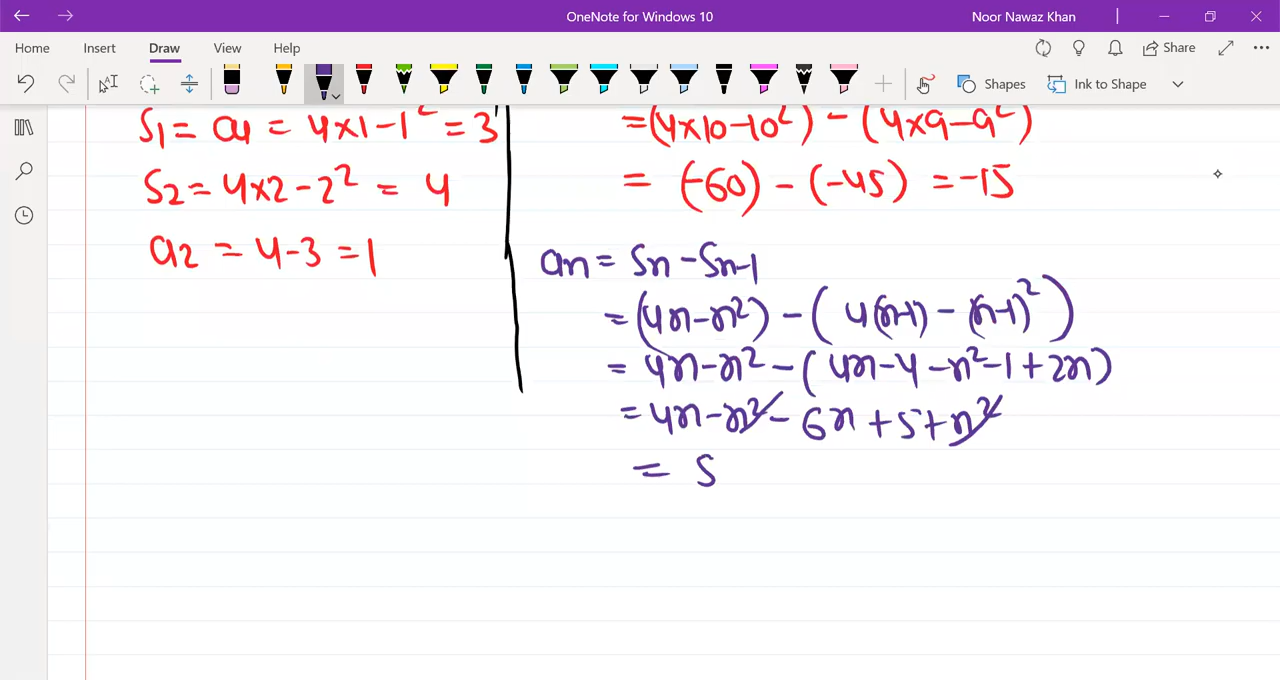 OneNote for Windows 10
Noor Nawaz Khan
Home Insert Draw View Help
Share
Shapes
Ink to Shape
S1 = a1 = 4×1-1² = 3
S2 = 4×2-2² = 4
a2 = 4-3 = 1
=(4×10-10²) - (4×9-9²)
= (-60) - (-45) = -15
an = Sn - Sn-1
= (4n-n²) - (4(n-1) - (n-1)²)
= 4n-n² - (4n-4-n²-1+2n)
= 4n-n² - 6n+5+n²
= 5